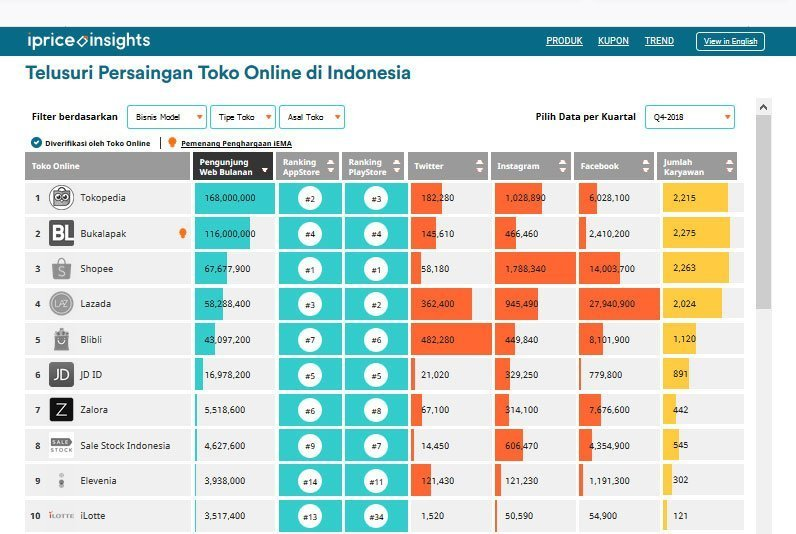 iprice insights
PRODUK KUPON TREND View in English
Telusuri Persaingan Toko Online di Indonesia
Filter berdasarkan Bisnis Model Tipe Toko Asal Toko Pilih Data per Kuartal Q4-2018
Diverifikasi oleh Toko Online | Pemenang Penghargaan iEMA
Toko Online Pengunjung Web Bulanan Ranking AppStore Ranking PlayStore Twitter Instagram Facebook Jumlah Karyawan
1 Tokopedia 168,000,000 #2 #3 182,280 1,028,890 6,028,100 2,215
2 BL Bukalapak 116,000,000 #4 #4 145,610 466,460 2,410,200 2,275
3 S Shopee 67,677,900 #1 #1 58,180 1,788,340 14,003,700 2,263
4 LAZ Lazada 58,288,400 #3 #2 362,400 945,490 27,940,900 2,024
5 Blibli 43,097,200 #7 #6 482,280 449,840 8,101,900 1,120
6 JD JD ID 16,978,200 #5 #5 21,020 329,250 779,800 891
7 Z Zalora 5,518,600 #6 #8 67,100 314,100 7,676,600 442
8 SALE STOCK Sale Stock Indonesia 4,627,600 #9 #7 14,450 606,470 4,354,900 545
9 Elevenia 3,938,000 #14 #11 121,430 121,230 1,191,300 302
10 iLOTTE iLotte 3,517,400 #13 #34 1,520 50,590 54,900 121